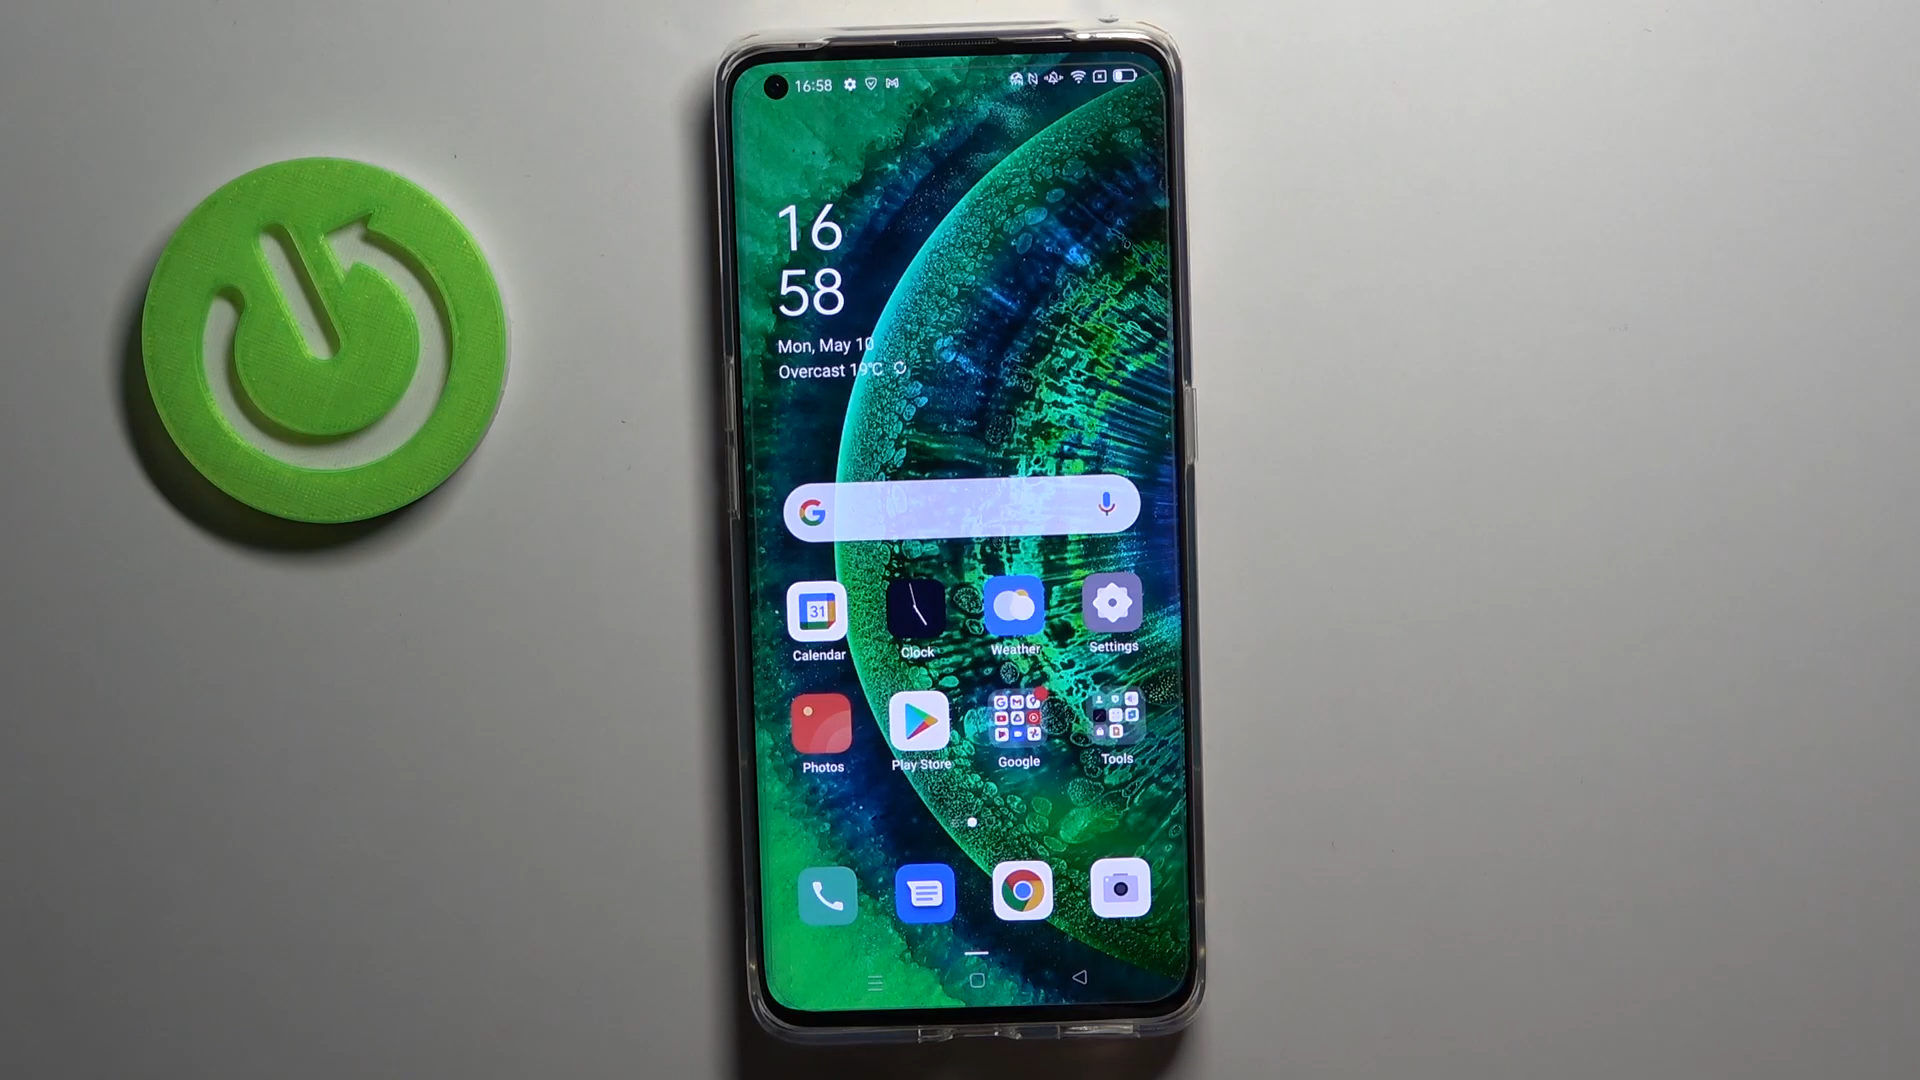 16:58
16
58
Mon, May 10
Overcast 19°C
G
31
Calendar
Clock
Weather
Settings
Photos
Play Store
Google
Tools